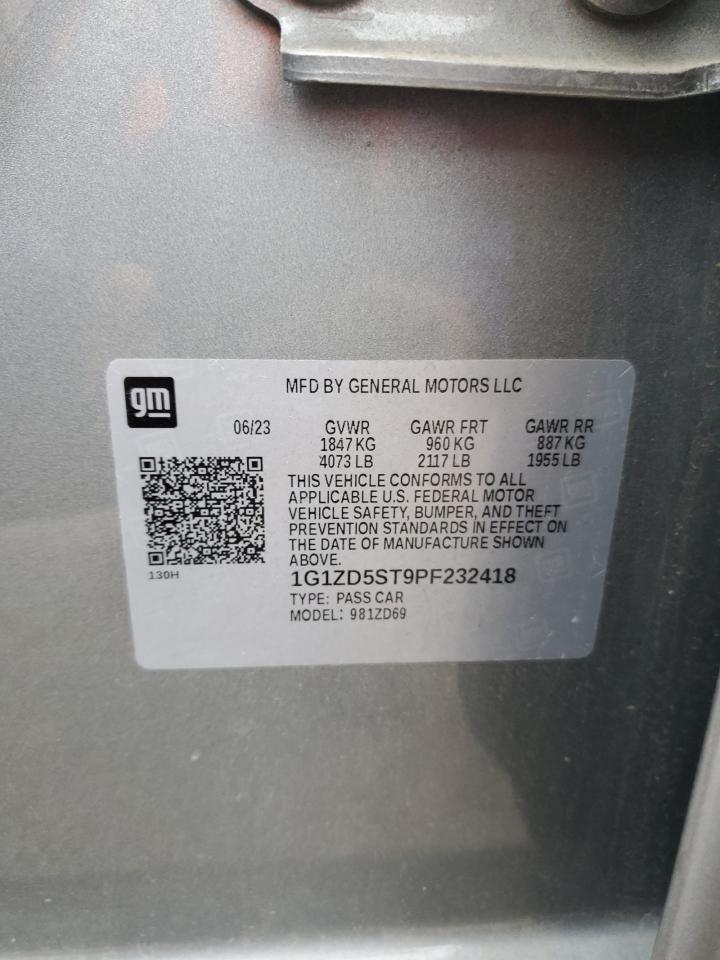 gm
MFD BY GENERAL MOTORS LLC
06/23 GVWR GAWR FRT GAWR RR
1847 KG 960 KG 887 KG
4073 LB 2117 LB 1955 LB
THIS VEHICLE CONFORMS TO ALL
APPLICABLE U.S. FEDERAL MOTOR
VEHICLE SAFETY, BUMPER, AND THEFT
PREVENTION STANDARDS IN EFFECT ON
THE DATE OF MANUFACTURE SHOWN
ABOVE.
130H
1G1ZD5ST9PF232418
TYPE: PASS CAR
MODEL: 981ZD69